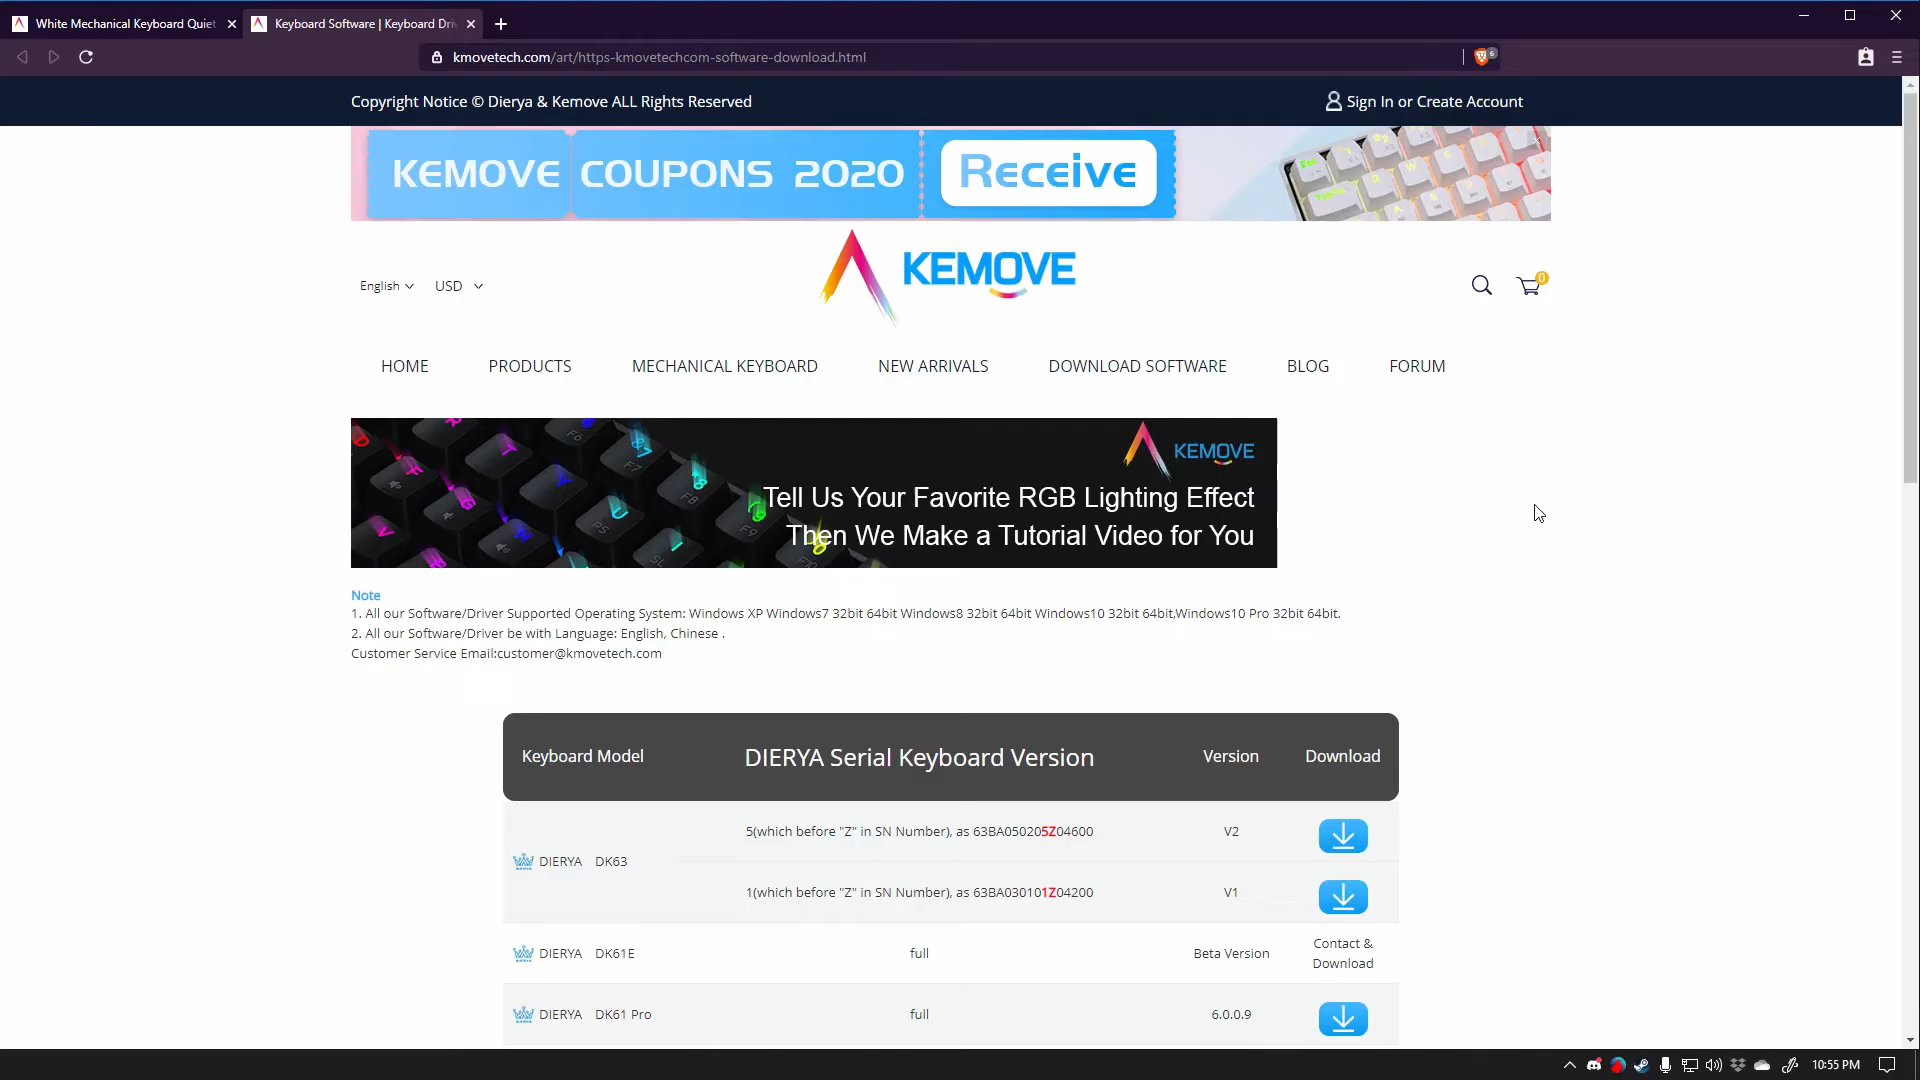 White Mechanical Keyboard Quiet
Keyboard Software | Keyboard Dri
kmovetech.com/art/https-kmovetechcom-software-download.html
6
Copyright Notice © Dierya & Kemove ALL Rights Reserved
Sign In or Create Account
KEMOVE COUPONS 2020 Receive
English
USD
KEMOVE
0
HOME
PRODUCTS
MECHANICAL KEYBOARD
NEW ARRIVALS
DOWNLOAD SOFTWARE
BLOG
FORUM
KEMOVE
Tell Us Your Favorite RGB Lighting Effect
Then We Make a Tutorial Video for You
Note
1. All our Software/Driver Supported Operating System: Windows XP Windows7 32bit 64bit Windows8 32bit 64bit Windows10 32bit 64bit,Windows10 Pro 32bit 64bit.
2. All our Software/Driver be with Language: English, Chinese .
Customer Service Email:customer@kmovetech.com
Keyboard Model
DIERYA Serial Keyboard Version
Version
Download
DIERYA DK63
5(which before "Z" in SN Number), as 63BA050205Z04600
V2
1(which before "Z" in SN Number), as 63BA030101Z04200
V1
DIERYA DK61E
full
Beta Version
Contact &
Download
DIERYA DK61 Pro
full
6.0.0.9
10:55 PM